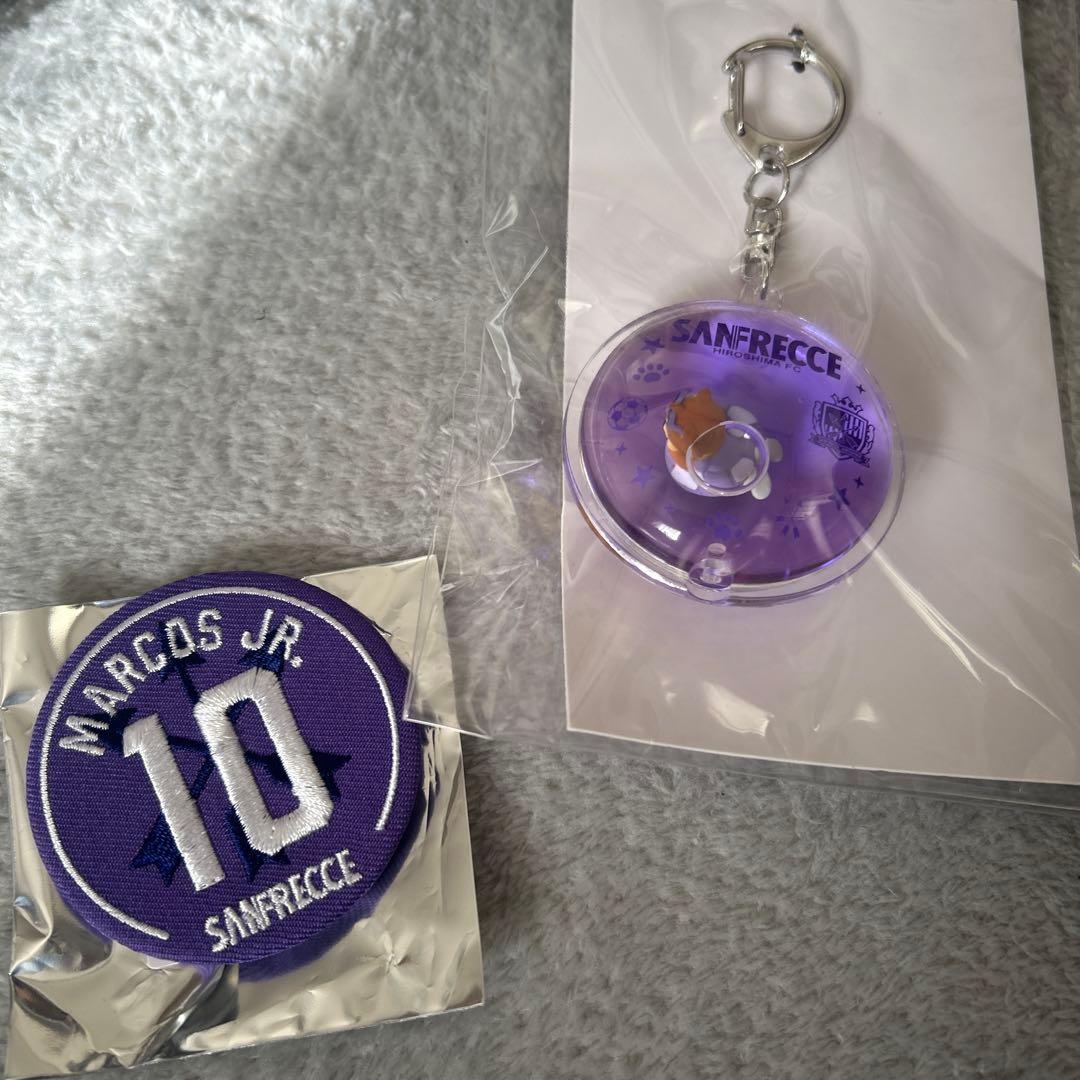 SANFRECCE
HIROSHIMA FC
MARCOS JR.
10
SANFRECCE